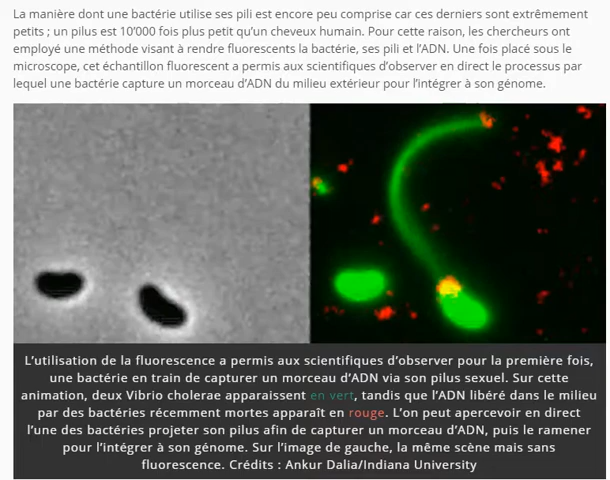 La manière dont une bactérie utilise ses pili est encore peu comprise car ces derniers sont extrêmement
petits ; un pilus est 10'000 fois plus petit qu'un cheveux humain. Pour cette raison, les chercheurs ont
employé une méthode visant à rendre fluorescents la bactérie, ses pili et l'ADN. Une fois placé sous le
microscope, cet échantillon fluorescent a permis aux scientifiques d'observer en direct le processus par
lequel une bactérie capture un morceau d'ADN du milieu extérieur pour l'intégrer à son génome.
L'utilisation de la fluorescence a permis aux scientifiques d'observer pour la première fois,
une bactérie en train de capturer un morceau d'ADN via son pilus sexuel. Sur cette
animation, deux Vibrio cholerae apparaissent en vert, tandis que l'ADN libéré dans le milieu
par des bactéries récemment mortes apparaît en rouge. L'on peut apercevoir en direct
l'une des bactéries projeter son pilus afin de capturer un morceau d'ADN, puis le ramener
pour l'intégrer à son génome. Sur l'image de gauche, la même scène mais sans
fluorescence. Crédits : Ankur Dalia/Indiana University